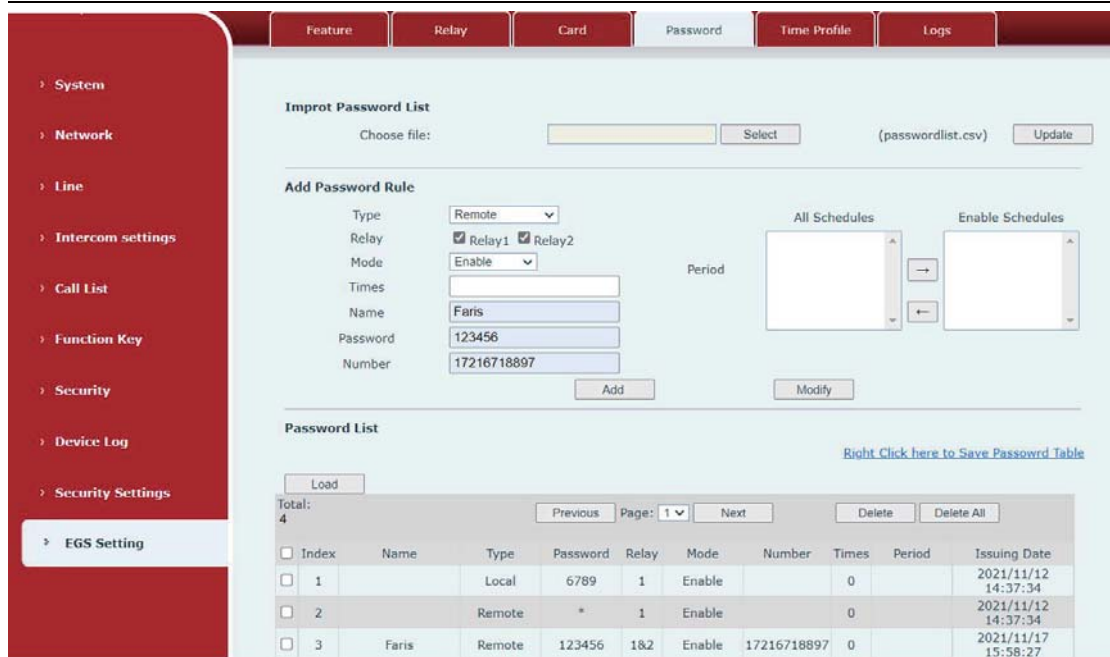 Feature Relay Card Password Time Profile Logs
System
Network
Line
Intercom settings
Call List
Function Key
Security
Device Log
Security Settings
EGS Setting
Improt Password List
Choose file: Select (passwordlist.csv) Update
Add Password Rule
Type Remote
Relay Relay1 Relay2
Mode Enable
Times
Name Faris
Password 123456
Number 17216718897
Period
All Schedules Enable Schedules
→
←
Add Modify
Password List
Right Click here to Save Passowrd Table
Load
Total:
4
Previous Page: 1 Next Delete Delete All
Index Name Type Password Relay Mode Number Times Period Issuing Date
1 Local 6789 1 Enable 0 2021/11/12
14:37:34
2 Remote * 1 Enable 0 2021/11/12
14:37:34
3 Faris Remote 123456 1&2 Enable 17216718897 0 2021/11/17
15:58:27